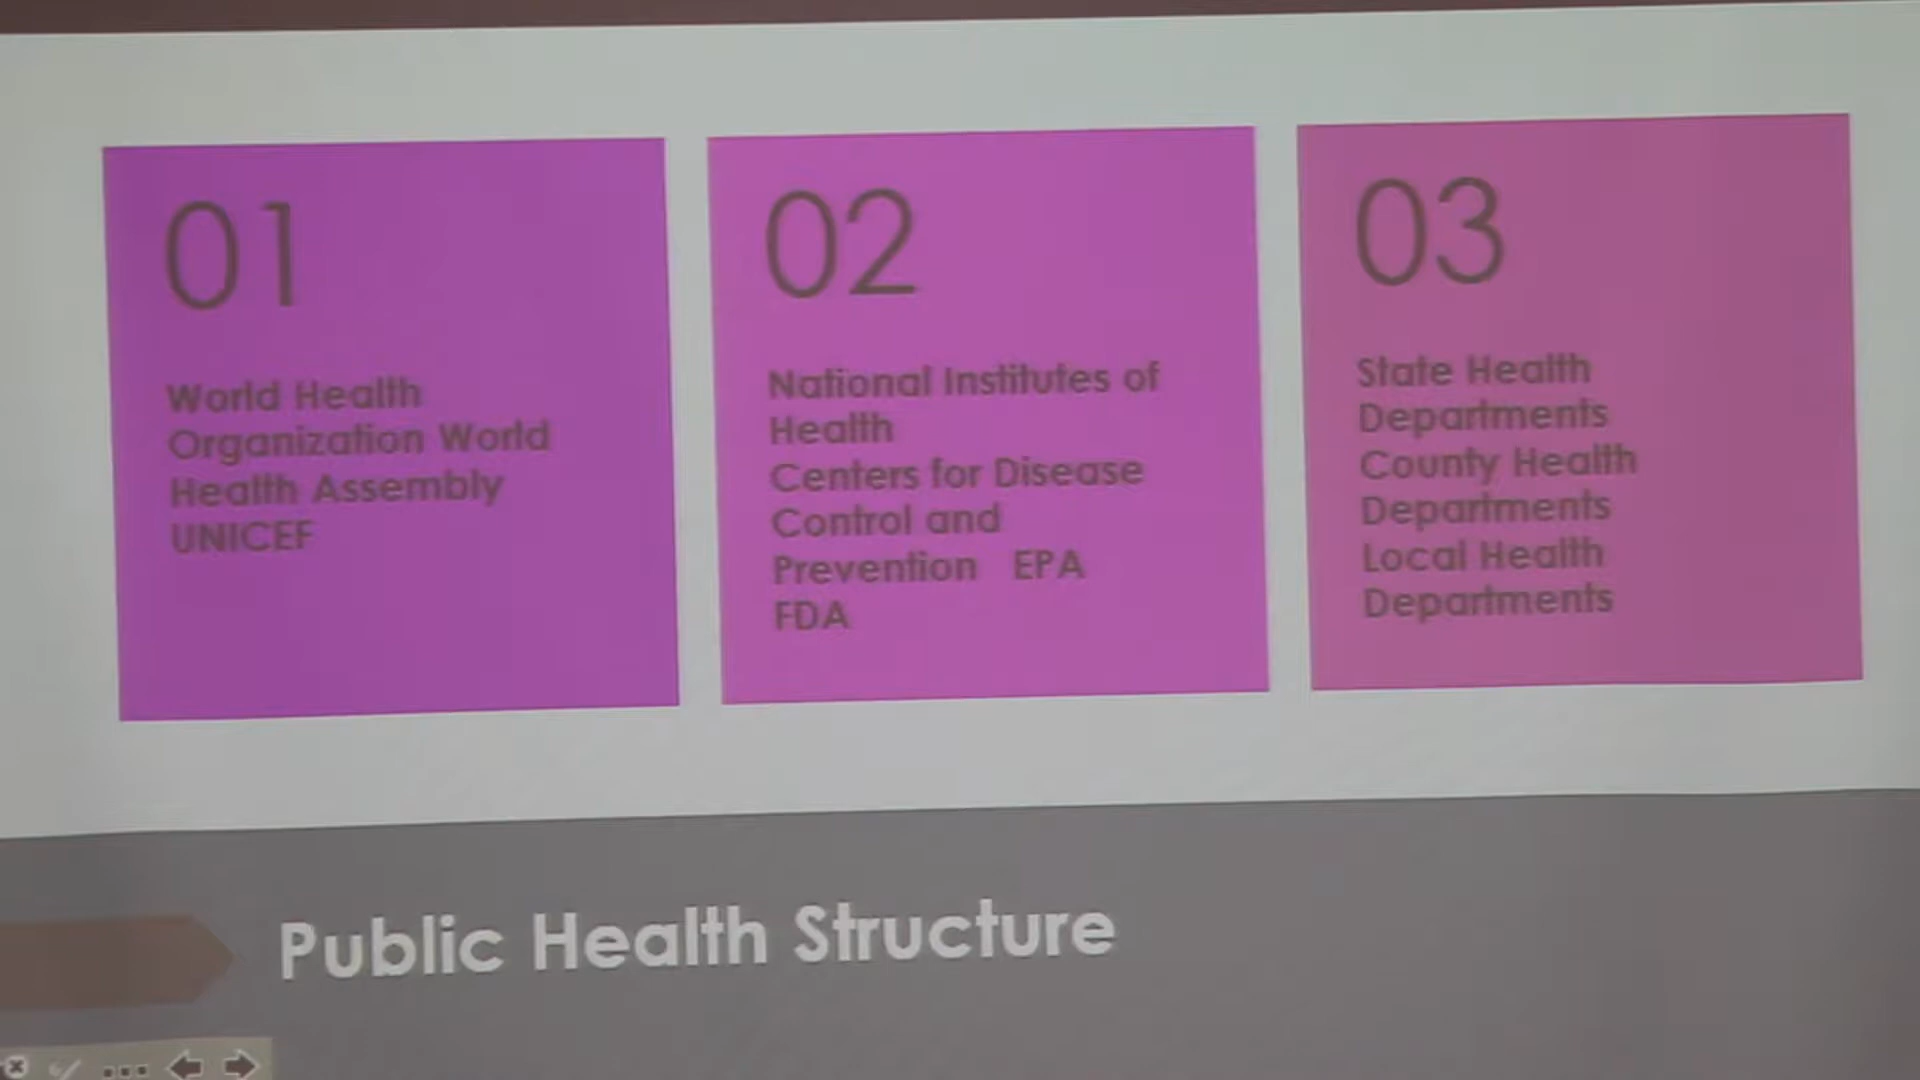 01
World Health
Organization World
Health Assembly
UNICEF
02
National Institutes of
Health
Centers for Disease
Control and
Prevention EPA
FDA
03
State Health
Departments
County Health
Departments
Local Health
Departments
Public Health Structure